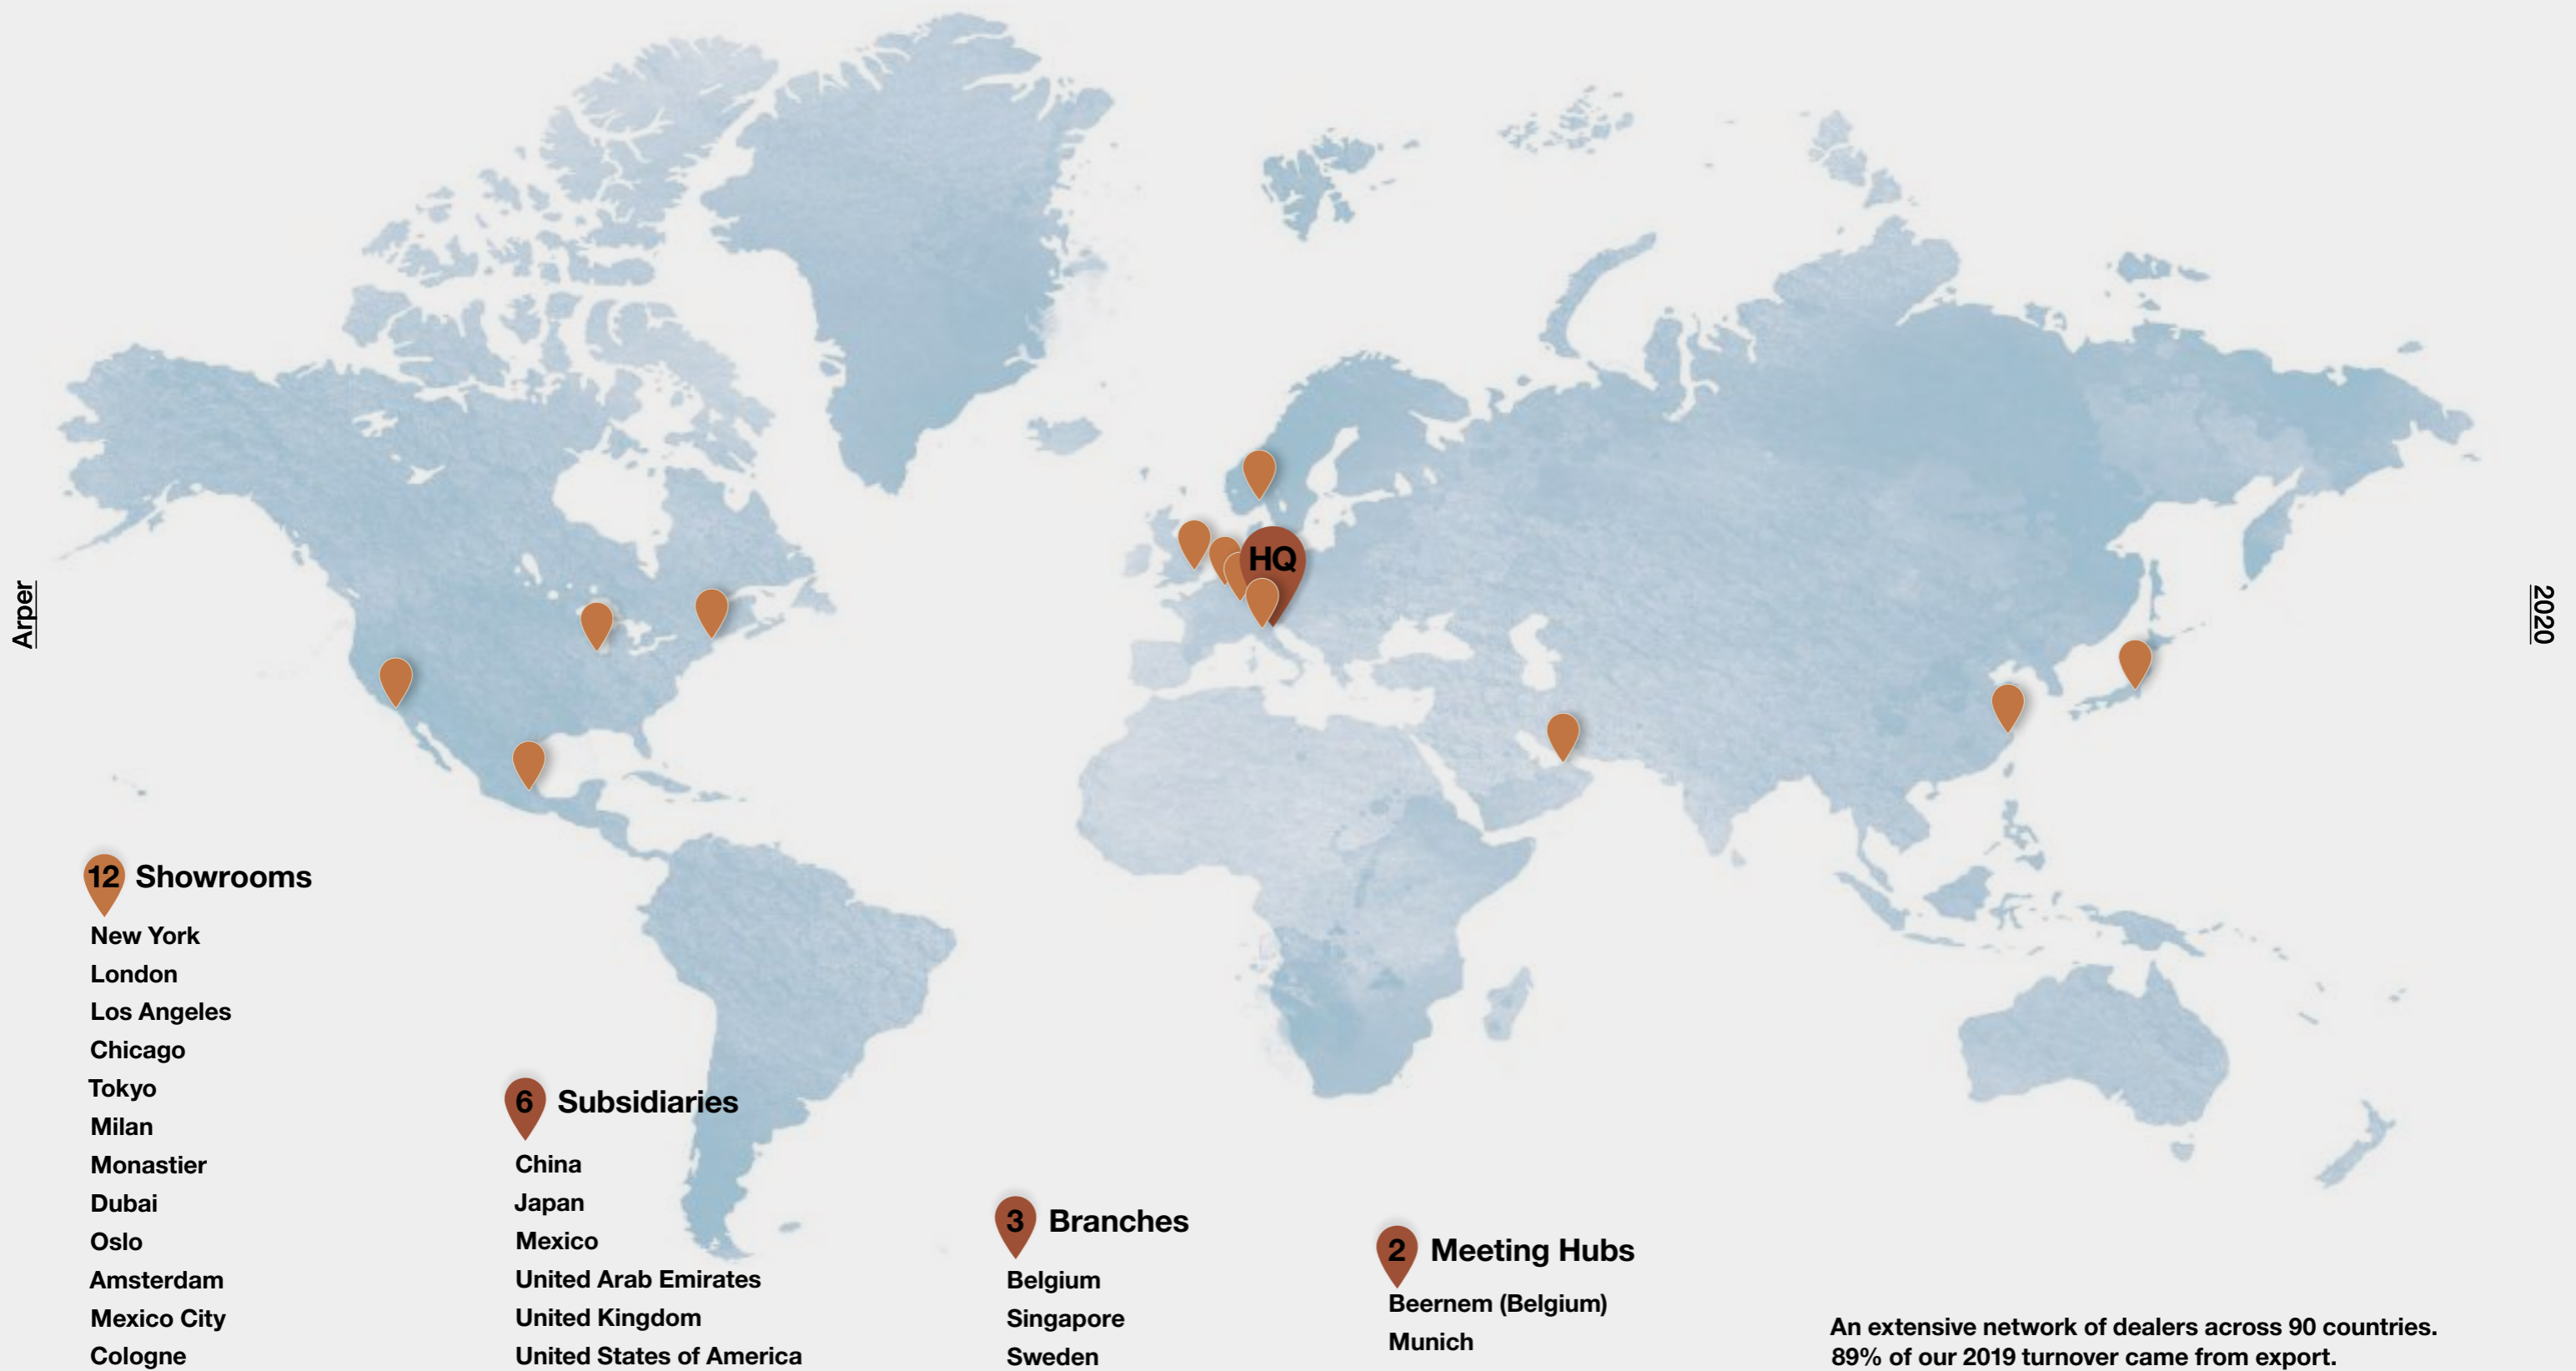 Arper
2020
HQ
12 Showrooms
New York
London
Los Angeles
Chicago
Tokyo
Milan
Monastier
Dubai
Oslo
Amsterdam
Mexico City
Cologne
6 Subsidiaries
China
Japan
Mexico
United Arab Emirates
United Kingdom
United States of America
3 Branches
Belgium
Singapore
Sweden
2 Meeting Hubs
Beernem (Belgium)
Munich
An extensive network of dealers across 90 countries.
89% of our 2019 turnover came from export.